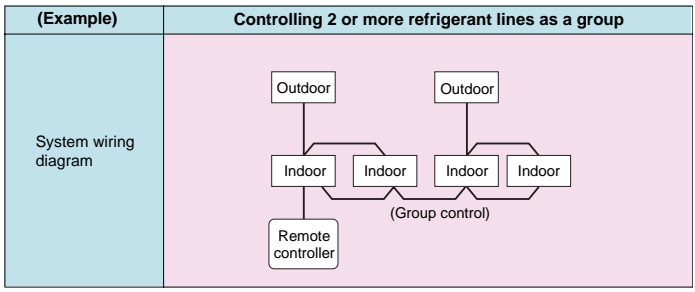 (Example)
Controlling 2 or more refrigerant lines as a group
System wiring
diagram
Outdoor
Outdoor
Indoor
Indoor
Indoor
Indoor
(Group control)
Remote
controller